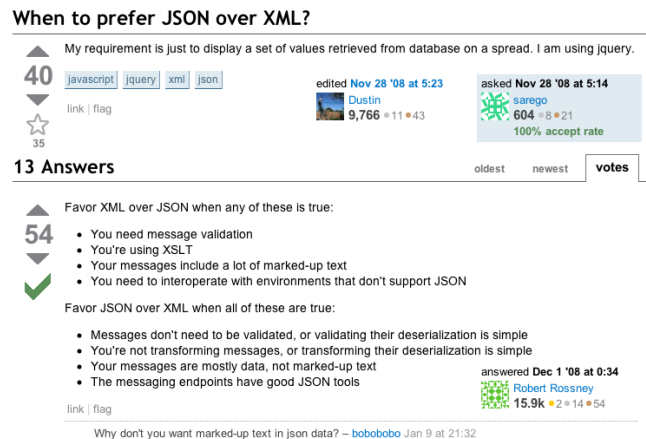 When to prefer JSON over XML?
40
My requirement is just to display a set of values retrieved from database on a spread. I am using jquery.
javascript jquery xml json
link | flag
35
edited Nov 28 '08 at 5:23
Dustin
9,766 ●11 ●43
asked Nov 28 '08 at 5:14
sarego
604 ●8 ●21
100% accept rate
13 Answers
oldest newest votes
54
Favor XML over JSON when any of these is true:
• You need message validation
• You're using XSLT
• Your messages include a lot of marked-up text
• You need to interoperate with environments that don't support JSON
Favor JSON over XML when all of these are true:
• Messages don't need to be validated, or validating their deserialization is simple
• You're not transforming messages, or transforming their deserialization is simple
• Your messages are mostly data, not marked-up text
• The messaging endpoints have good JSON tools
link | flag
answered Dec 1 '08 at 0:34
Robert Rossney
15.9k ●2 ●14 ●54
Why don't you want marked-up text in json data? – bobobobo Jan 9 at 21:32